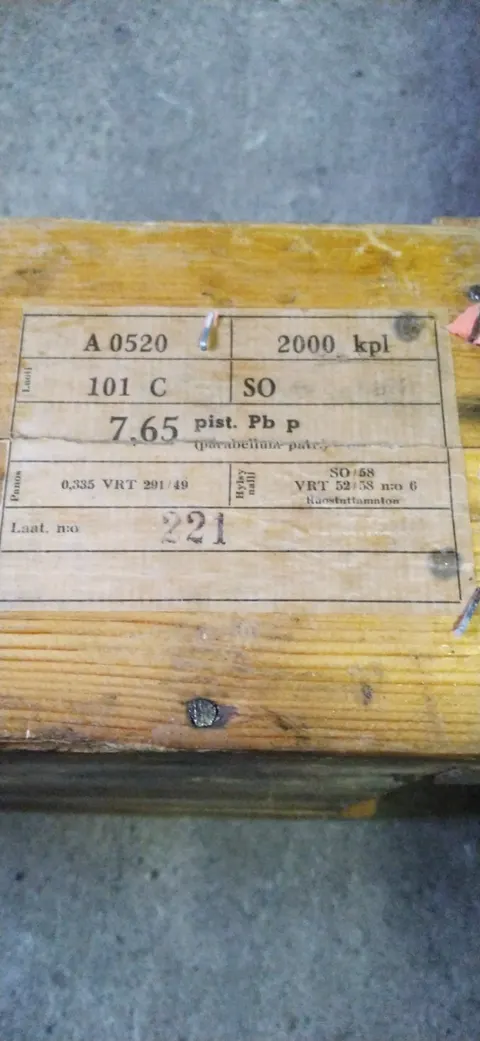 A 0520 2000 kpl
Luoti 101 C SO
7,65 pist. Pb p
(parabellum patr.)
Panos 0,335 VRT 291/49 Hylsy nalli SO/58
VRT 52/58 n:o 6
Ruostuttamaton
Laat. n:o 221